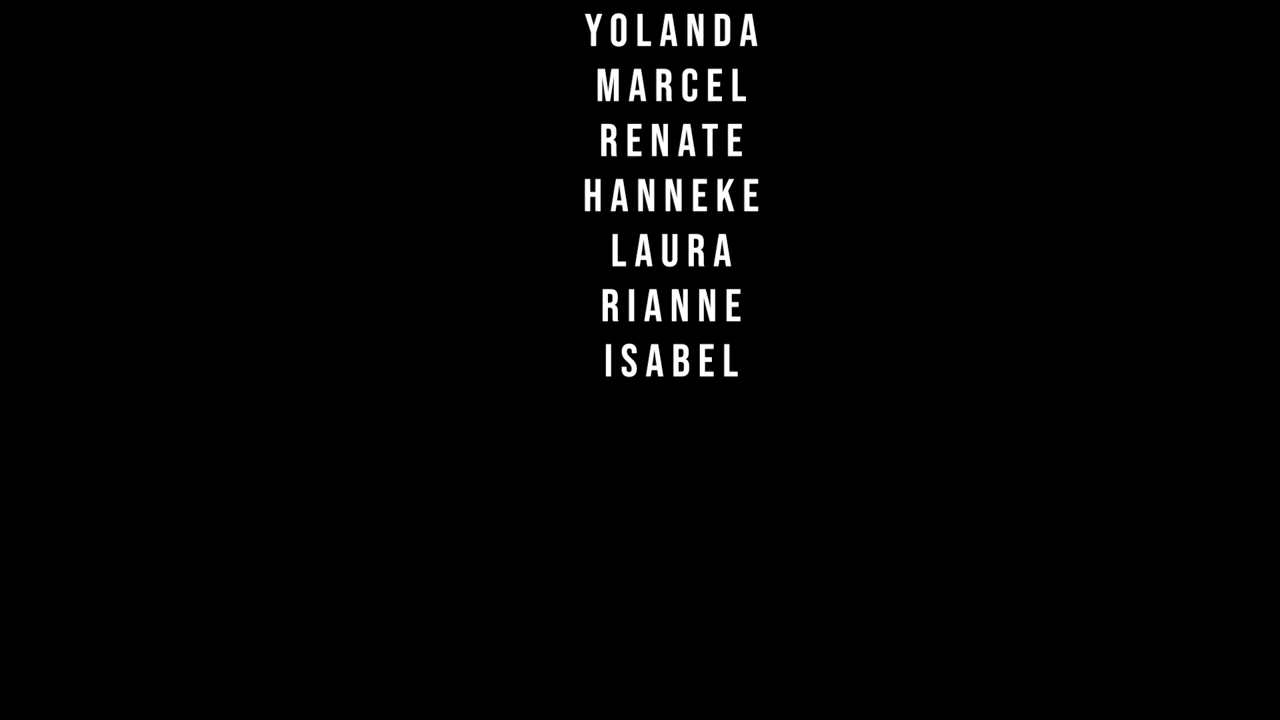 YOLANDA
MARCEL
RENATE
HANNEKE
LAURA
RIANNE
ISABEL